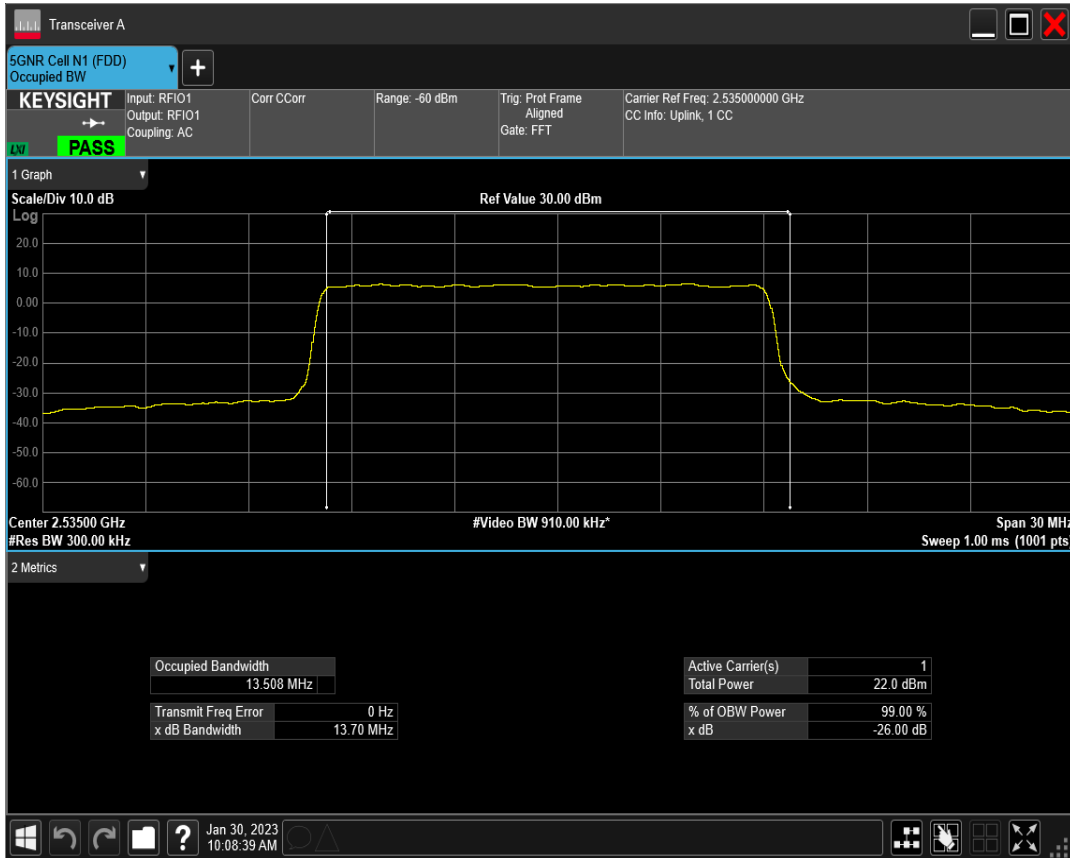 Transceiver A
5GNR Cell N1 (FDD)
Occupied BW
+
KEYSIGHT
LXI
PASS
Input: RFIO1
Output: RFIO1
Coupling: AC
Corr CCorr
Range: -60 dBm
Trig: Prot Frame
Aligned
Gate: FFT
Carrier Ref Freq: 2.535000000 GHz
CC Info: Uplink, 1 CC
1 Graph
Scale/Div 10.0 dB
Ref Value 30.00 dBm
Log
20.0
10.0
0.00
-10.0
-20.0
-30.0
-40.0
-50.0
-60.0
Center 2.53500 GHz
#Video BW 910.00 kHz*
Span 30 MHz
#Res BW 300.00 kHz
Sweep 1.00 ms (1001 pts)
2 Metrics
Occupied Bandwidth
13.508 MHz
Transmit Freq Error 0 Hz
x dB Bandwidth 13.70 MHz
Active Carrier(s) 1
Total Power 22.0 dBm
% of OBW Power 99.00 %
x dB -26.00 dB
?
Jan 30, 2023
10:08:39 AM